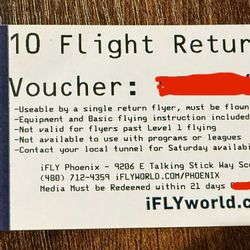 10 Flight Retur
Voucher:
-Useable by a single return flyer, must be flown
-Equipment and Basic flying instruction included
-Not valid for flyers past Level 1 flying
-Not available to use with programs or leagues
-Contact your local tunnel for Saturday availabi
iFLY Phoenix - 9206 E Talking Stick Way Sc
(480) 712-4359 iFLYWORLD.COM/PHOENIX
Media Must be Redeemed within 21 days
iFLYworld.c